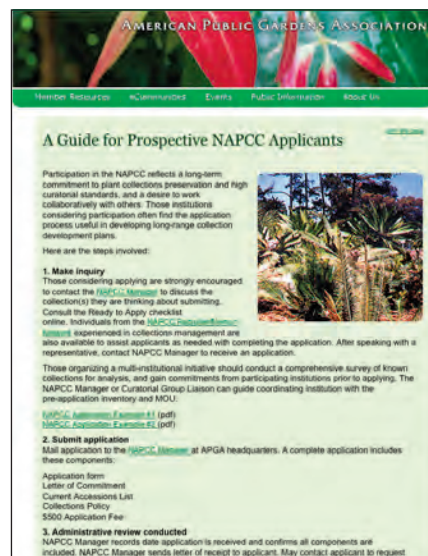 AMERICAN PUBLIC GARDENS ASSOCIATION
Member Resources eCommunities Events Public Information About Us
A Guide for Prospective NAPCC Applicants
Participation in the NAPCC reflects a long-term
commitment to plant collections preservation and high
curatorial standards, and a desire to work
collaboratively with others. Those institutions
considering participation often find the application
process useful in developing long-range collection
development plans.
Here are the steps involved:
1. Make inquiry
Those considering applying are strongly encouraged
to contact the NAPCC Manager to discuss the
collection(s) they are thinking about submitting.
Consult the Ready to Apply checklist
online. Individuals from the NAPCC
experienced in collections management are
also available to assist applicants as needed with completing the application. After speaking with a
representative, contact NAPCC Manager to receive an application.
Those organizing a multi-institutional initiative should conduct a comprehensive survey of known
collections for analysis, and gain commitments from participating institutions prior to applying. The
NAPCC Manager or Curatorial Group Liaison can guide coordinating institution with the
pre-application inventory and MOU:
NAPCC Application Example #1 (pdf)
NAPCC Application Example #2 (pdf)
2. Submit application
Mail application to the NAPCC Manager at APGA headquarters. A complete application includes
these components:
Application form
Letter of Commitment
Current Accessions List
Collections Policy
$500 Application Fee
3. Administrative review conducted
NAPCC Manager records date application is received and confirms all components are
included. NAPCC Manager sends letter of receipt to applicant. May contact applicant to request